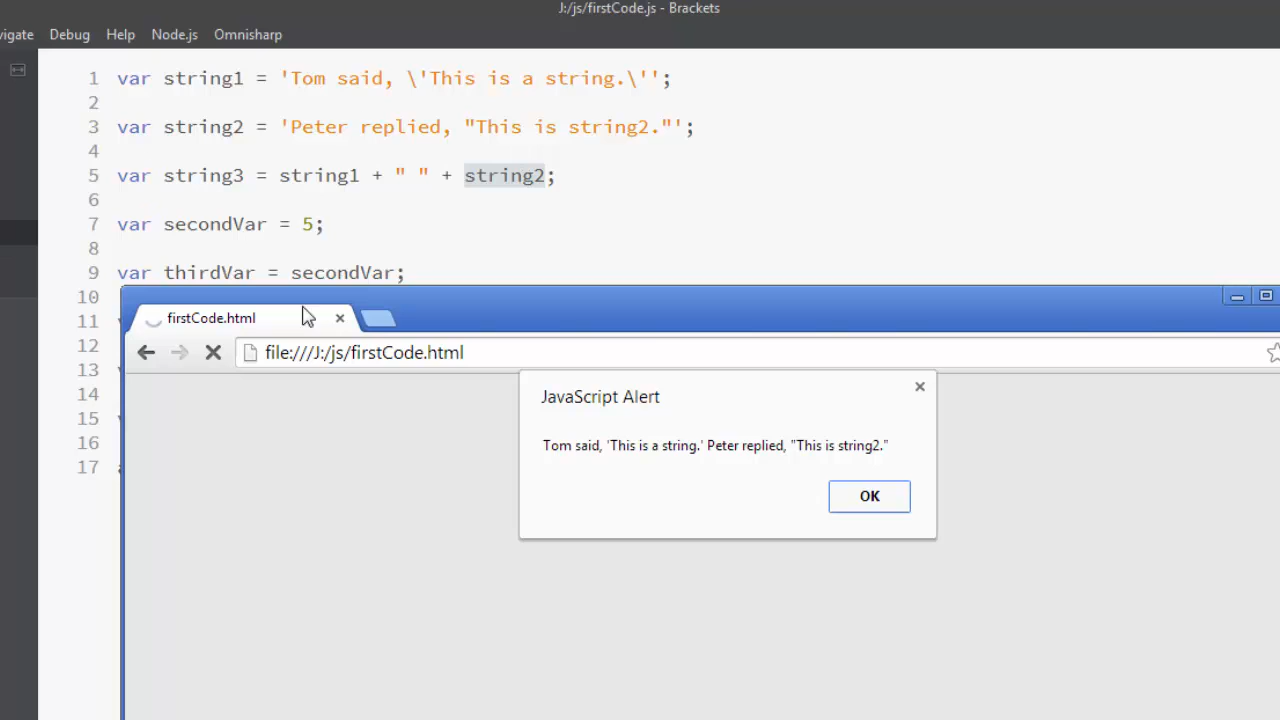 J:/js/firstCode.js - Brackets
vigate Debug Help Node.js Omnisharp
1 var string1 = 'Tom said, \'This is a string.\'';
2
3 var string2 = 'Peter replied, "This is string2."';
4
5 var string3 = string1 + " " + string2;
6
7 var secondVar = 5;
8
9 var thirdVar = secondVar;
10
11
12
13
14
15
16
17
firstCode.html
file:///J:/js/firstCode.html
JavaScript Alert
Tom said, 'This is a string.' Peter replied, "This is string2."
OK